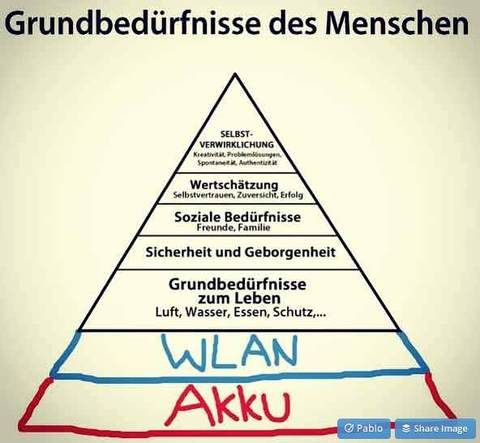 Grundbedürfnisse des Menschen
SELBST-
VERWIRKLICHUNG
Kreativität, Problemlösungen,
Spontaneität, Authentizität
Wertschätzung
Selbstvertrauen, Zuversicht, Erfolg
Soziale Bedürfnisse
Freunde, Familie
Sicherheit und Geborgenheit
Grundbedürfnisse
zum Leben
Luft, Wasser, Essen, Schutz,...
WLAN
AKKU
Pablo
Share Image